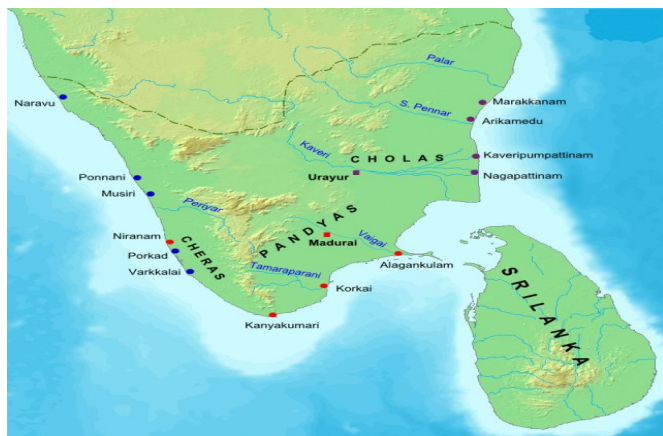 Palar
Naravu
Marakkanam
S. Pennar
Arikamedu
Kaveri
CHOLAS
Kaveripumpattinam
Urayur
Nagapattinam
Ponnani
Musiri
Periyar
PANDYAS
Niranam
CHERAS
Madurai
Vaigai
Porkad
Alagankulam
Varkkalai
Tamaraparani
Korkai
SRILANKA
Kanyakumari